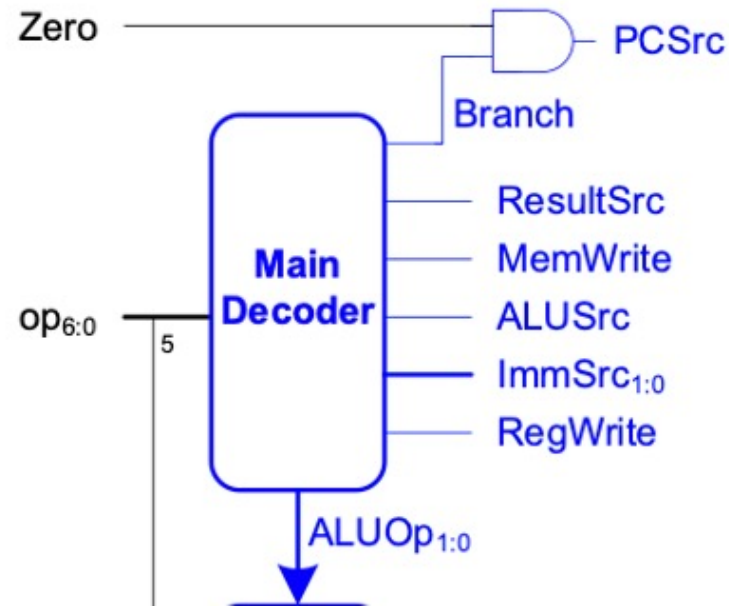 Zero
PCSrc
Branch
ResultSrc
Main
Decoder
MemWrite
op6:0
5
ALUSrc
ImmSrc1:0
RegWrite
ALUOp1:0